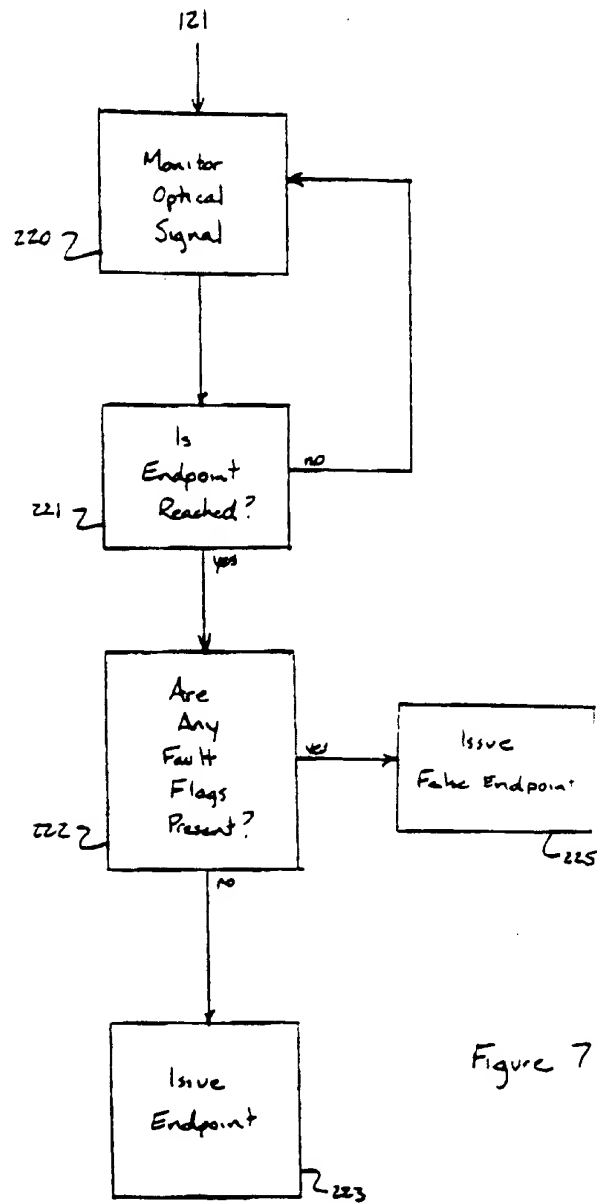 121
Monitor
Optical
Signal
220
Is
Endpoint
Reached?
no
221
yes
Are
Any
Fault
Flags
Present?
yes
222
Issue
False Endpoint
225
no
Issue
Endpoint
223
Figure 7